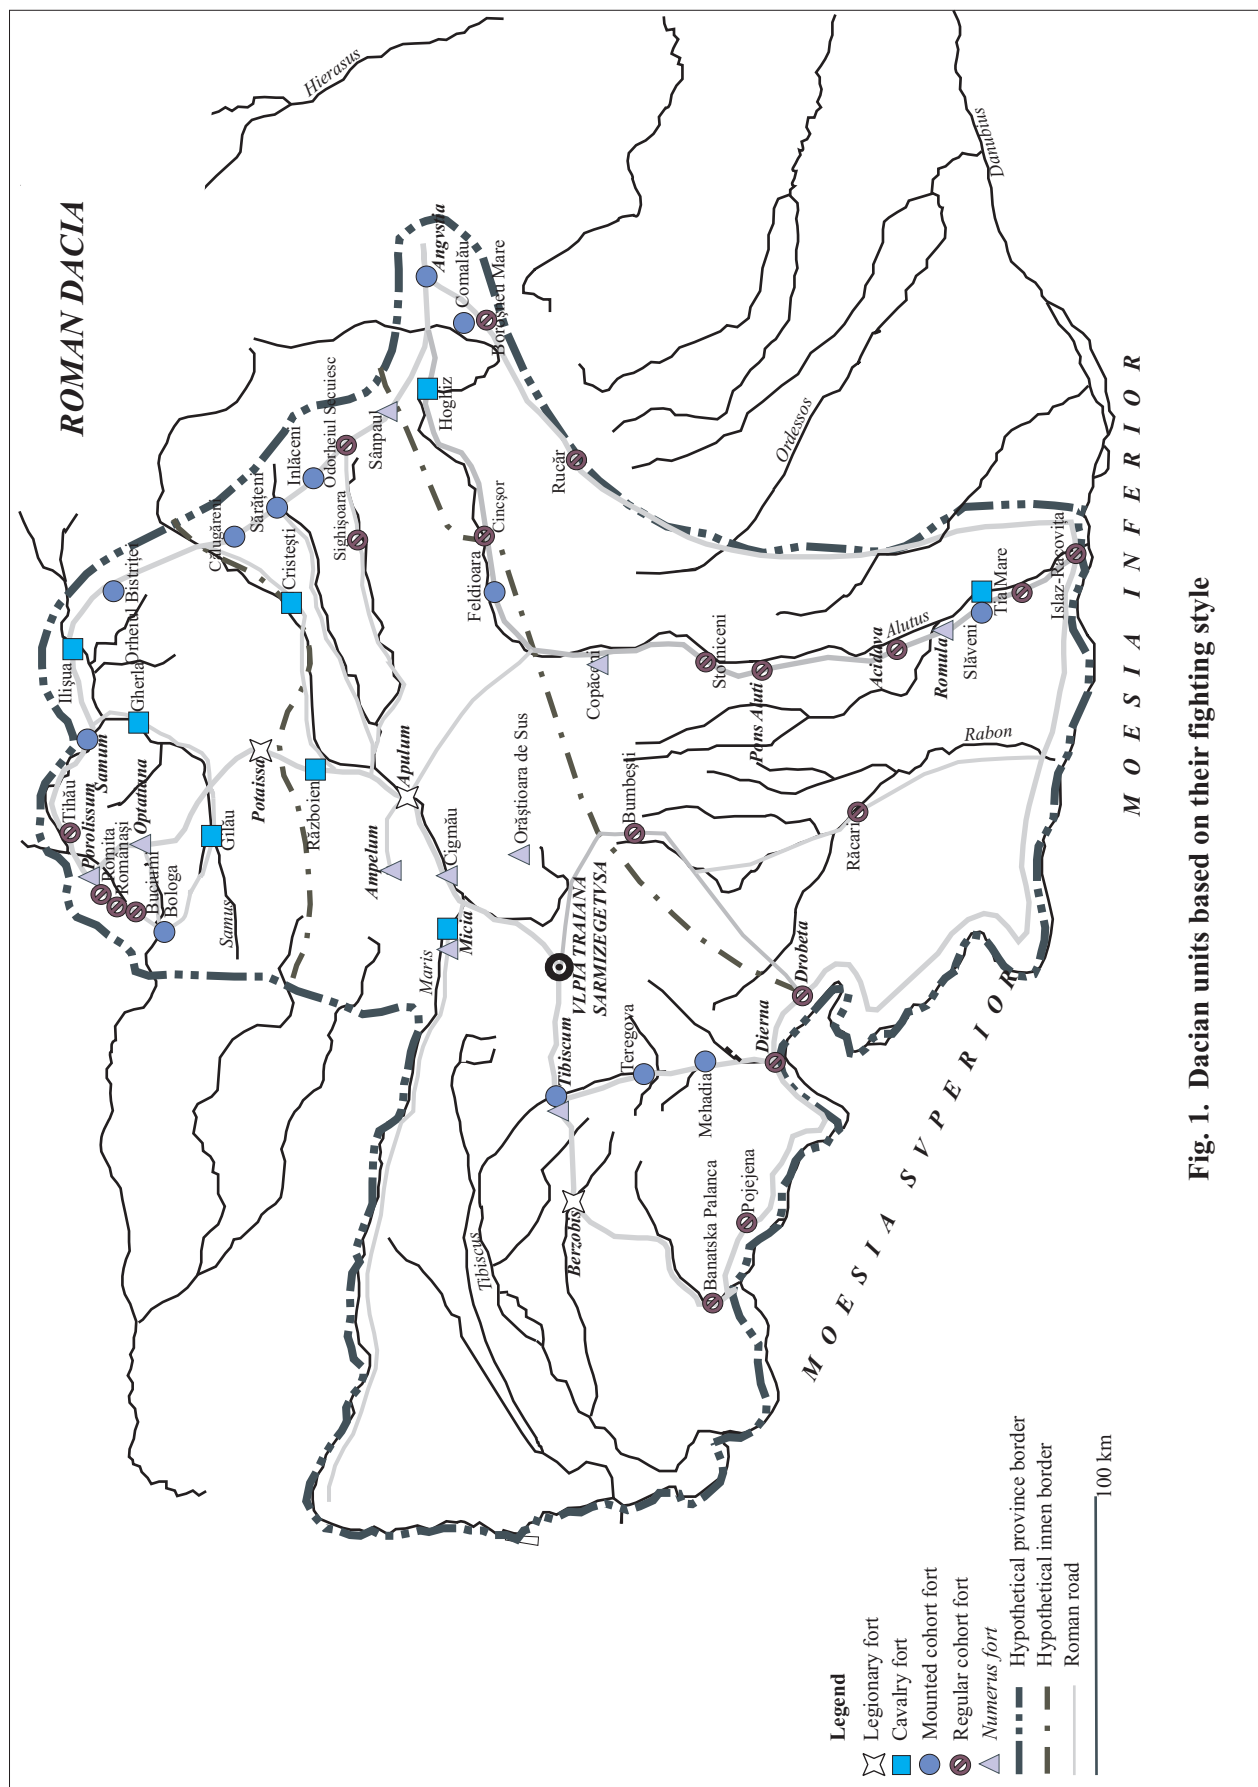 ROMAN DACIA
Hierasus
Danubius
Ordessos
Angvstia
Comalău
Boroșneu Mare
Hoghiz
Sânpaul
Odorheiul Secuiesc
Inlăceni
Sărățeni
Călugăreni
Sighișoara
Cristești
Orheiul Bistriței
Ilișua
Gherla
Samum
Tihău
Porolissum
Romita
Românași
Buciumi
Bologa
Optatiana
Gilău
Samus
Potaissa
Războieni
Apulum
Ampelum
Cigmău
Orăștioara de Sus
Micia
Maris
VLPIA TRAIANA
SARMIZEGETVSA
Tibiscum
Teregova
Mehadia
Dierna
Drobeta
Berzobis
Tibiscus
Banatska Palanca
Pojejena
Bumbești
Răcari
Rabon
Rucăr
Cincșor
Feldioara
Copăceni
Stolniceni
Pons Aluti
Acidava
Alutus
Romula
Slăveni
Tia Mare
Islaz-Racovița
MOESIA INFERIOR
MOESIA SVPERIOR
Legend
Legionary fort
Cavalry fort
Mounted cohort fort
Regular cohort fort
Numerus fort
Hypothetical province border
Hypothetical innen border
Roman road
100 km
Fig. 1. Dacian units based on their fighting style